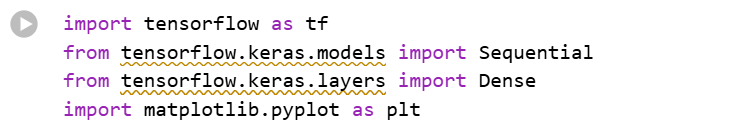 import tensorflow as tf
from tensorflow.keras.models import Sequential
from tensorflow.keras.layers import Dense
import matplotlib.pyplot as plt